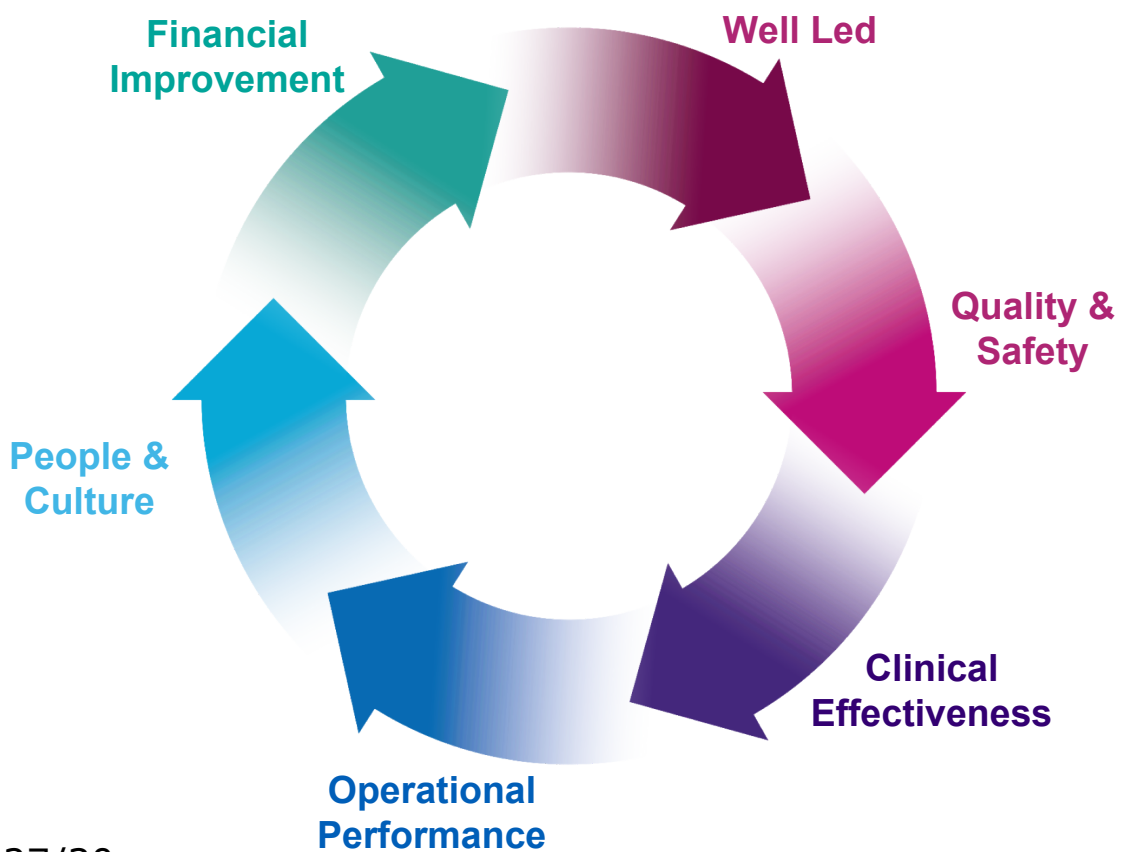 Financial
Improvement
Well Led
Quality &
Safety
People &
Culture
Clinical
Effectiveness
Operational
Performance